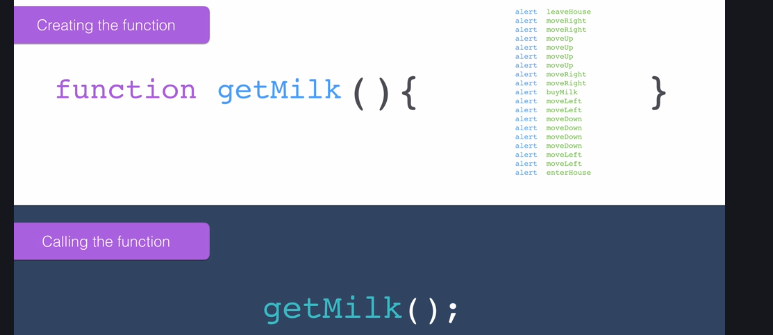 Creating the function
function getMilk (){
alert leaveHouse
alert moveRight
alert moveRight
alert moveUp
alert moveUp
alert moveUp
alert moveUp
alert moveRight
alert moveRight
alert buyMilk
alert moveLeft
alert moveLeft
alert moveDown
alert moveDown
alert moveDown
alert moveDown
alert moveLeft
alert moveLeft
alert enterHouse
}
Calling the function
getMilk();